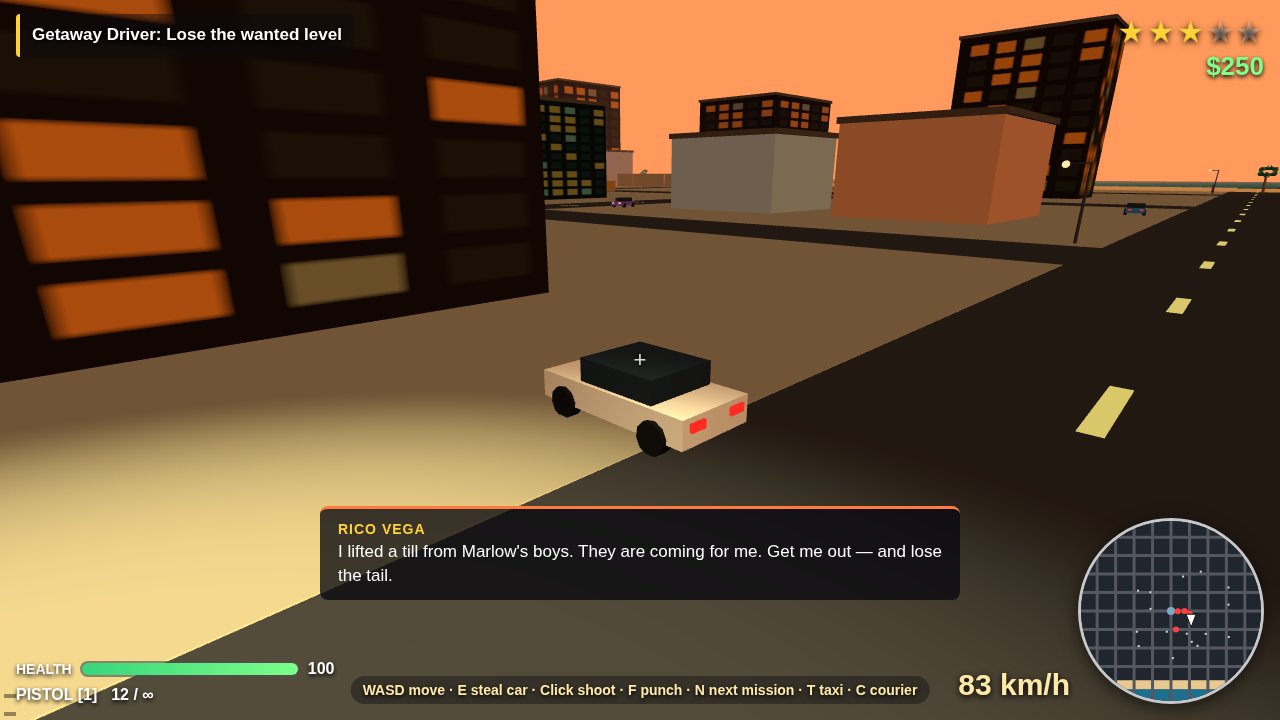 Getaway Driver: Lose the wanted level
★★★★★
$250
+
RICO VEGA
I lifted a till from Marlow's boys. They are coming for me. Get me out — and lose
the tail.
HEALTH 100
PISTOL [1] 12 / ∞
WASD move · E steal car · Click shoot · F punch · N next mission · T taxi · C courier
83 km/h